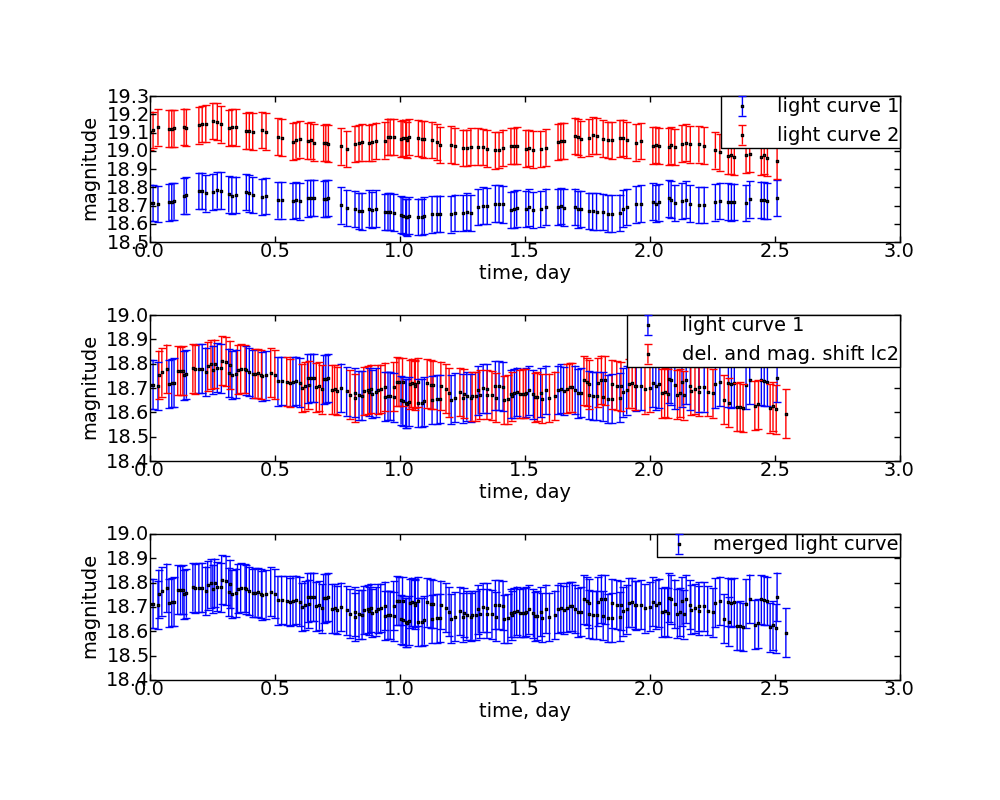 19.3
19.2
19.1
19.0
18.9
18.8
18.7
18.6
18.5
magnitude
0.0 0.5 1.0 1.5 2.0 2.5 3.0
time, day
light curve 1
light curve 2
19.0
18.9
18.8
18.7
18.6
18.5
18.4
magnitude
0.0 0.5 1.0 1.5 2.0 2.5 3.0
time, day
light curve 1
del. and mag. shift lc2
19.0
18.9
18.8
18.7
18.6
18.5
18.4
magnitude
0.0 0.5 1.0 1.5 2.0 2.5 3.0
time, day
merged light curve